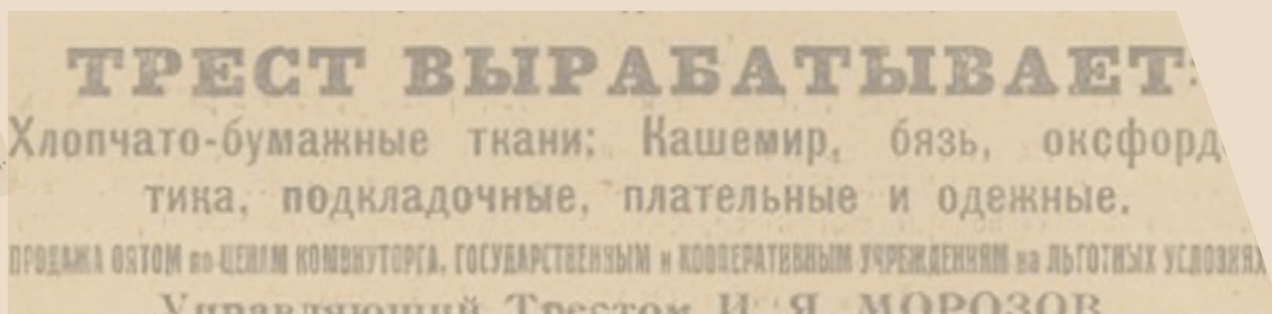 ТРЕСТ ВЫРАБАТЫВАЕТ:
Хлопчато-бумажные ткани: Кашемир, бязь, оксфорд
тика, подкладочные, плательные и одежные.
ПРОДАЖА ОПТОМ по ЦЕНАМ КОМВНУТОРГА, ГОСУДАРСТВЕННЫМ и КООПЕРАТИВНЫМ УЧРЕЖДЕНИЯМ на ЛЬГОТНЫХ УСЛОВИЯХ
Управляющий Трестом И. Я. МОРОЗОВ